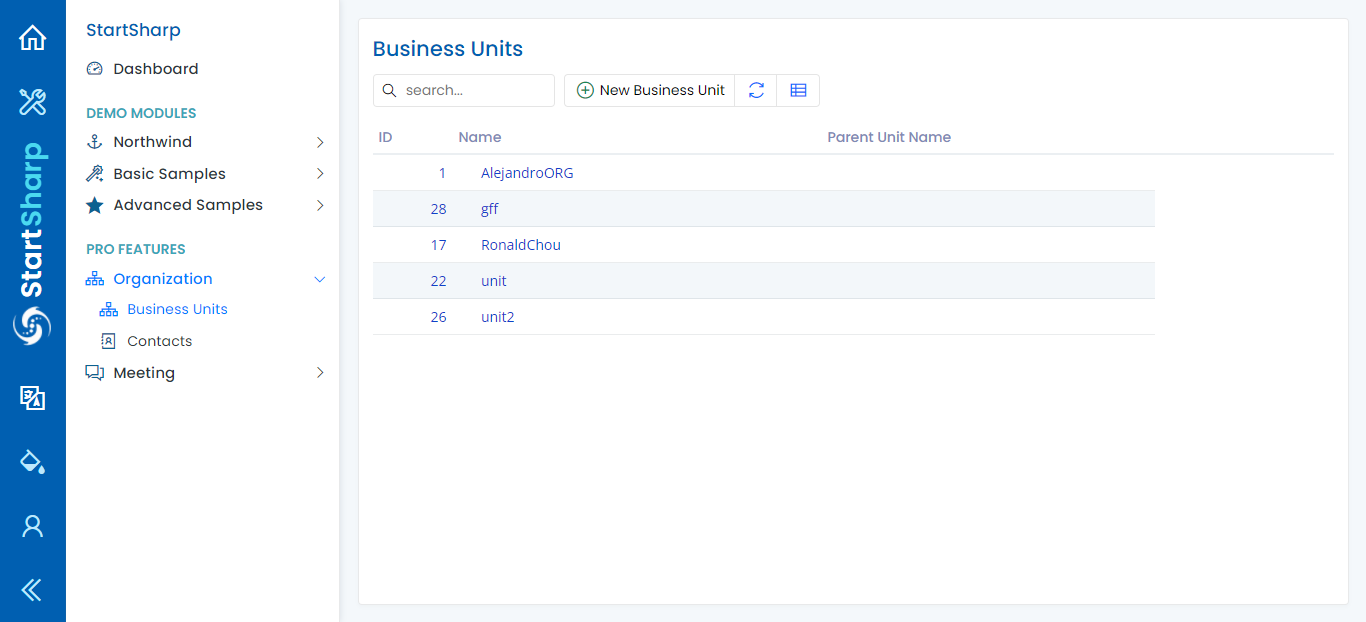 StartSharp
StartSharp
Dashboard
DEMO MODULES
Northwind
Basic Samples
Advanced Samples
PRO FEATURES
Organization
Business Units
Contacts
Meeting
Business Units
search...
New Business Unit
ID Name Parent Unit Name
1 AlejandroORG
28 gff
17 RonaldChou
22 unit
26 unit2